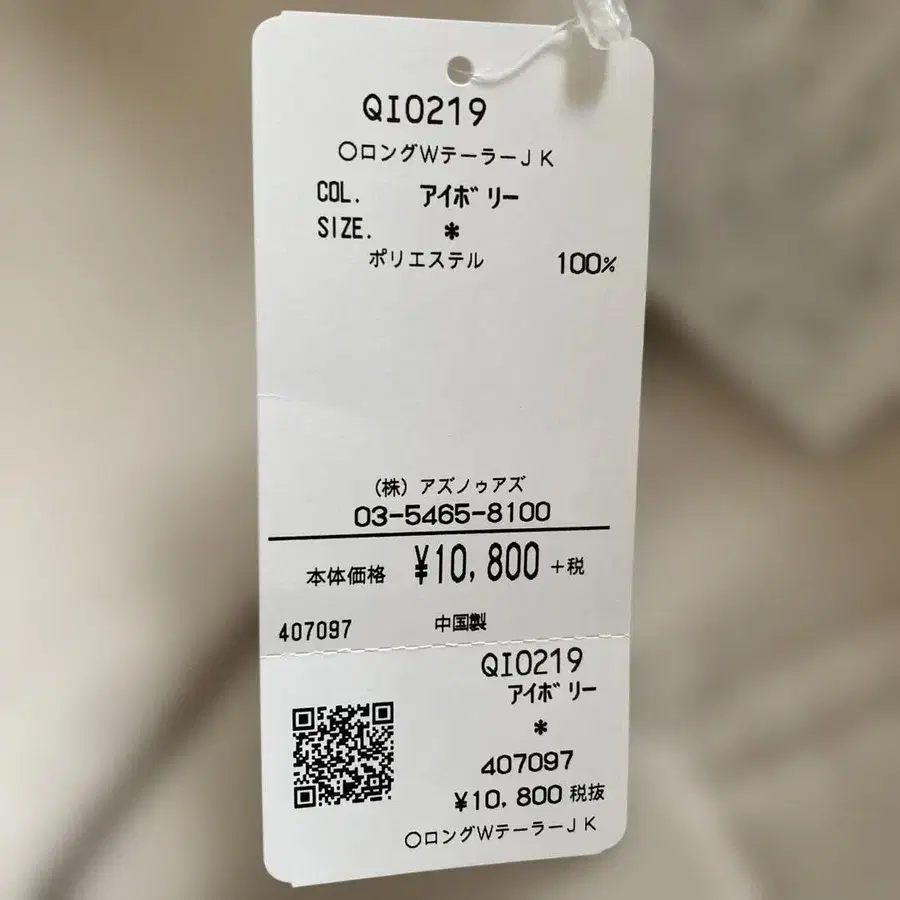 QI0219
〇ロングWテーラーJK
COL. アイボリー
SIZE. *
ポリエステル 100%
(株) アズノゥアズ
03-5465-8100
本体価格 ¥10,800 +税
407097 中国製
QI0219
アイボリー
*
407097
¥10,800 税抜
〇ロングWテーラーJK